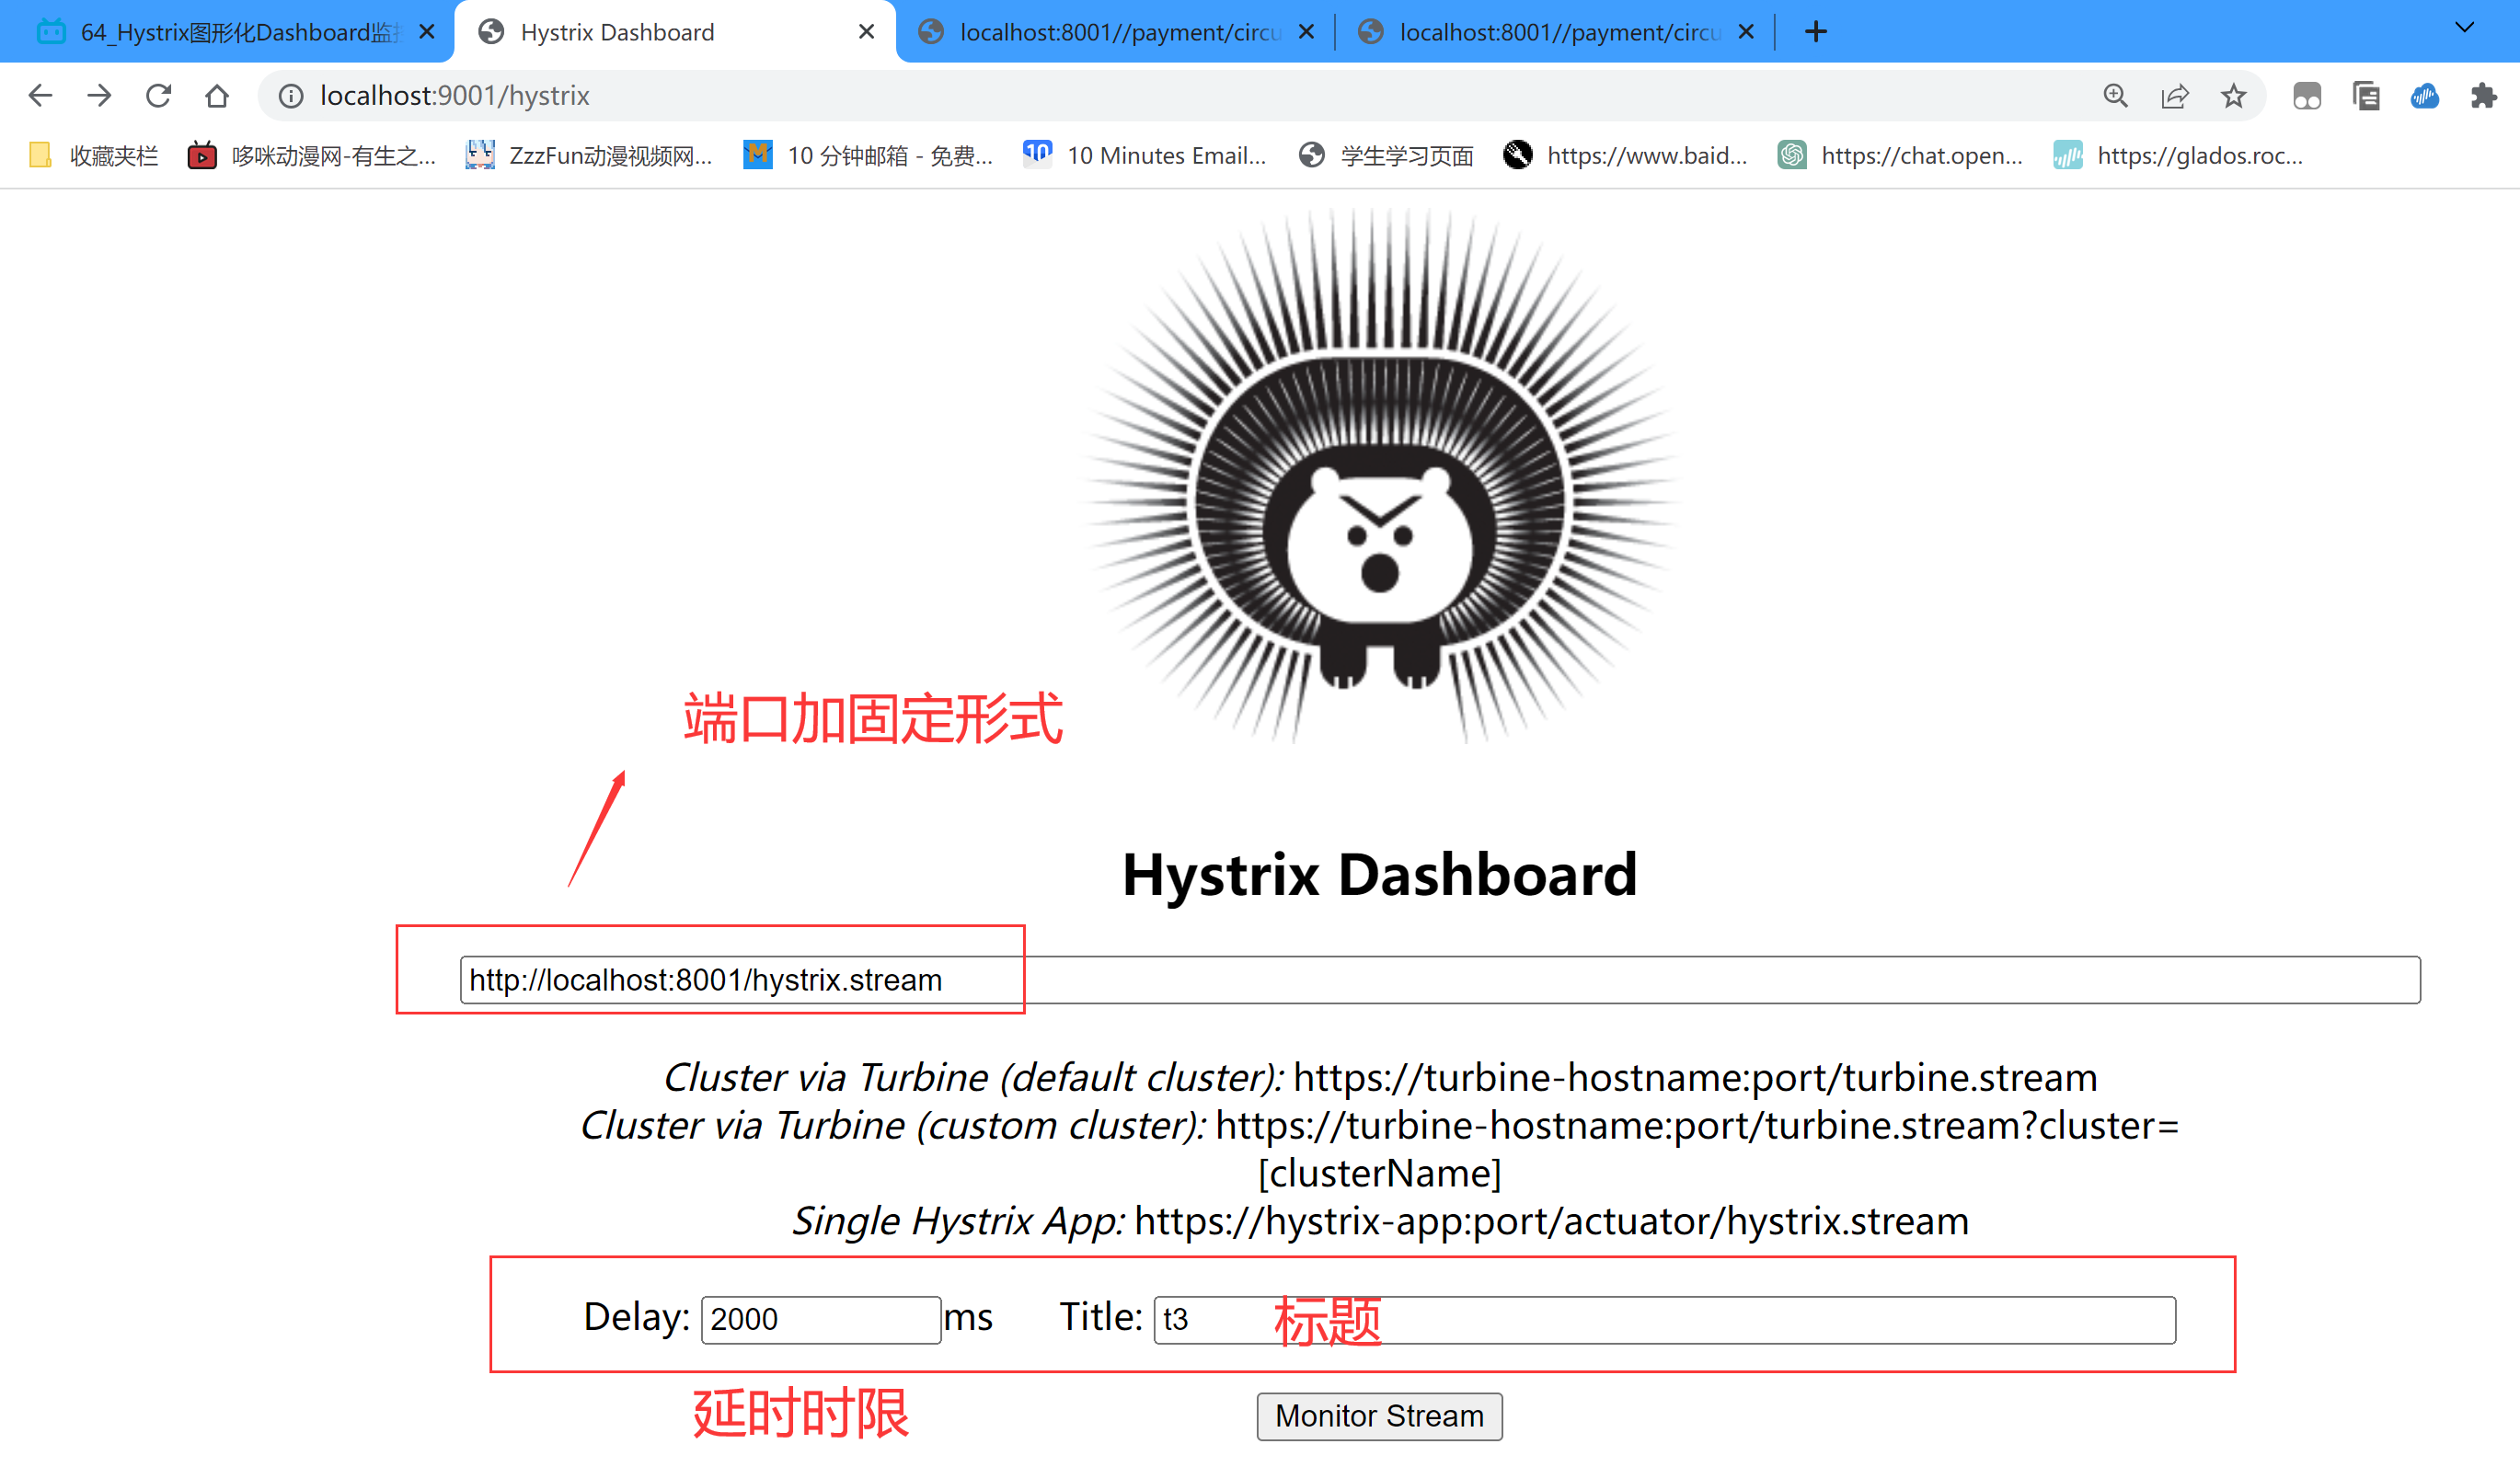 64_Hystrix图形化Dashboard监
Hystrix Dashboard
localhost:8001//payment/circu
localhost:8001//payment/circu
localhost:9001/hystrix
收藏夹栏
哆咪动漫网-有生之...
ZzzFun动漫视频网...
10 分钟邮箱 - 免费...
10 Minutes Email...
学生学习页面
https://www.baid...
https://chat.open...
https://glados.roc...
端口加固定形式
Hystrix Dashboard
http://localhost:8001/hystrix.stream
Cluster via Turbine (default cluster): https://turbine-hostname:port/turbine.stream
Cluster via Turbine (custom cluster): https://turbine-hostname:port/turbine.stream?cluster=
[clusterName]
Single Hystrix App: https://hystrix-app:port/actuator/hystrix.stream
Delay: 2000 ms Title: t3 标题
延时时限
Monitor Stream